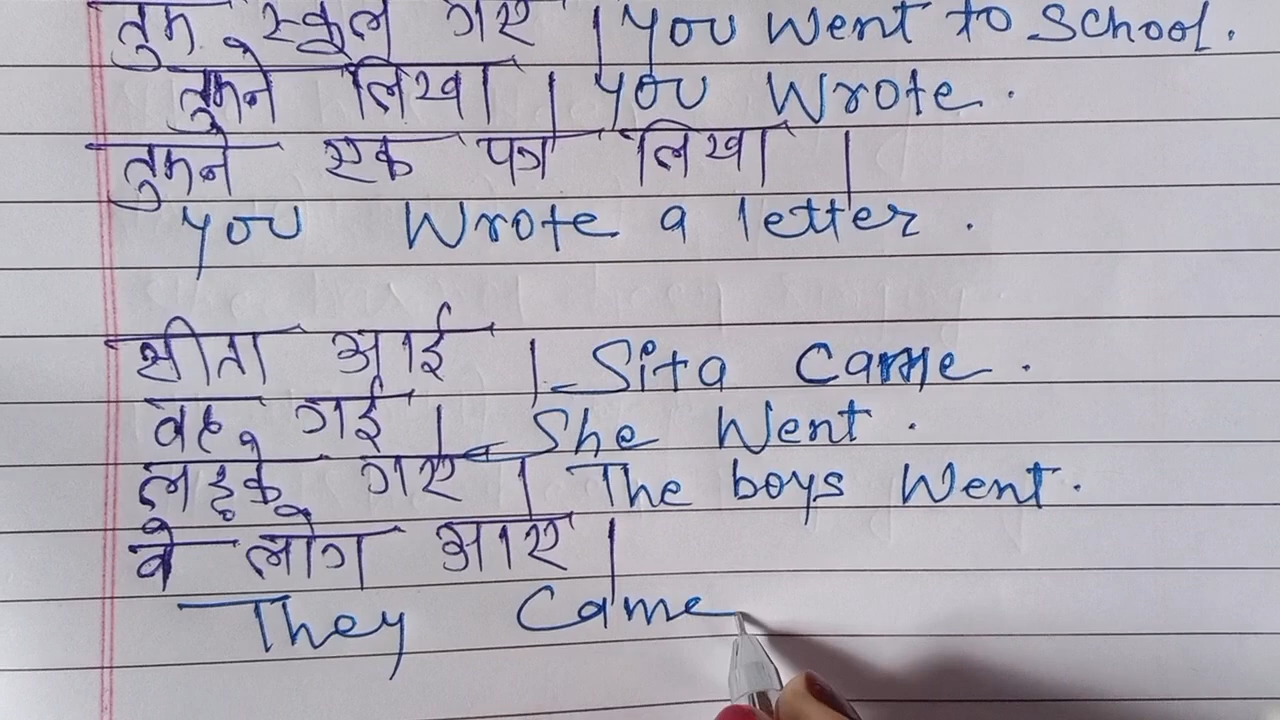 तुम स्कूल गए । you went to school.
तुमने लिखा । you wrote.
तुमने एक पत्र लिखा ।
you wrote a letter.
सीता आई । Sita came.
वह गई । She went.
लड़के गए । The boys went.
वे लोग आए ।
They came